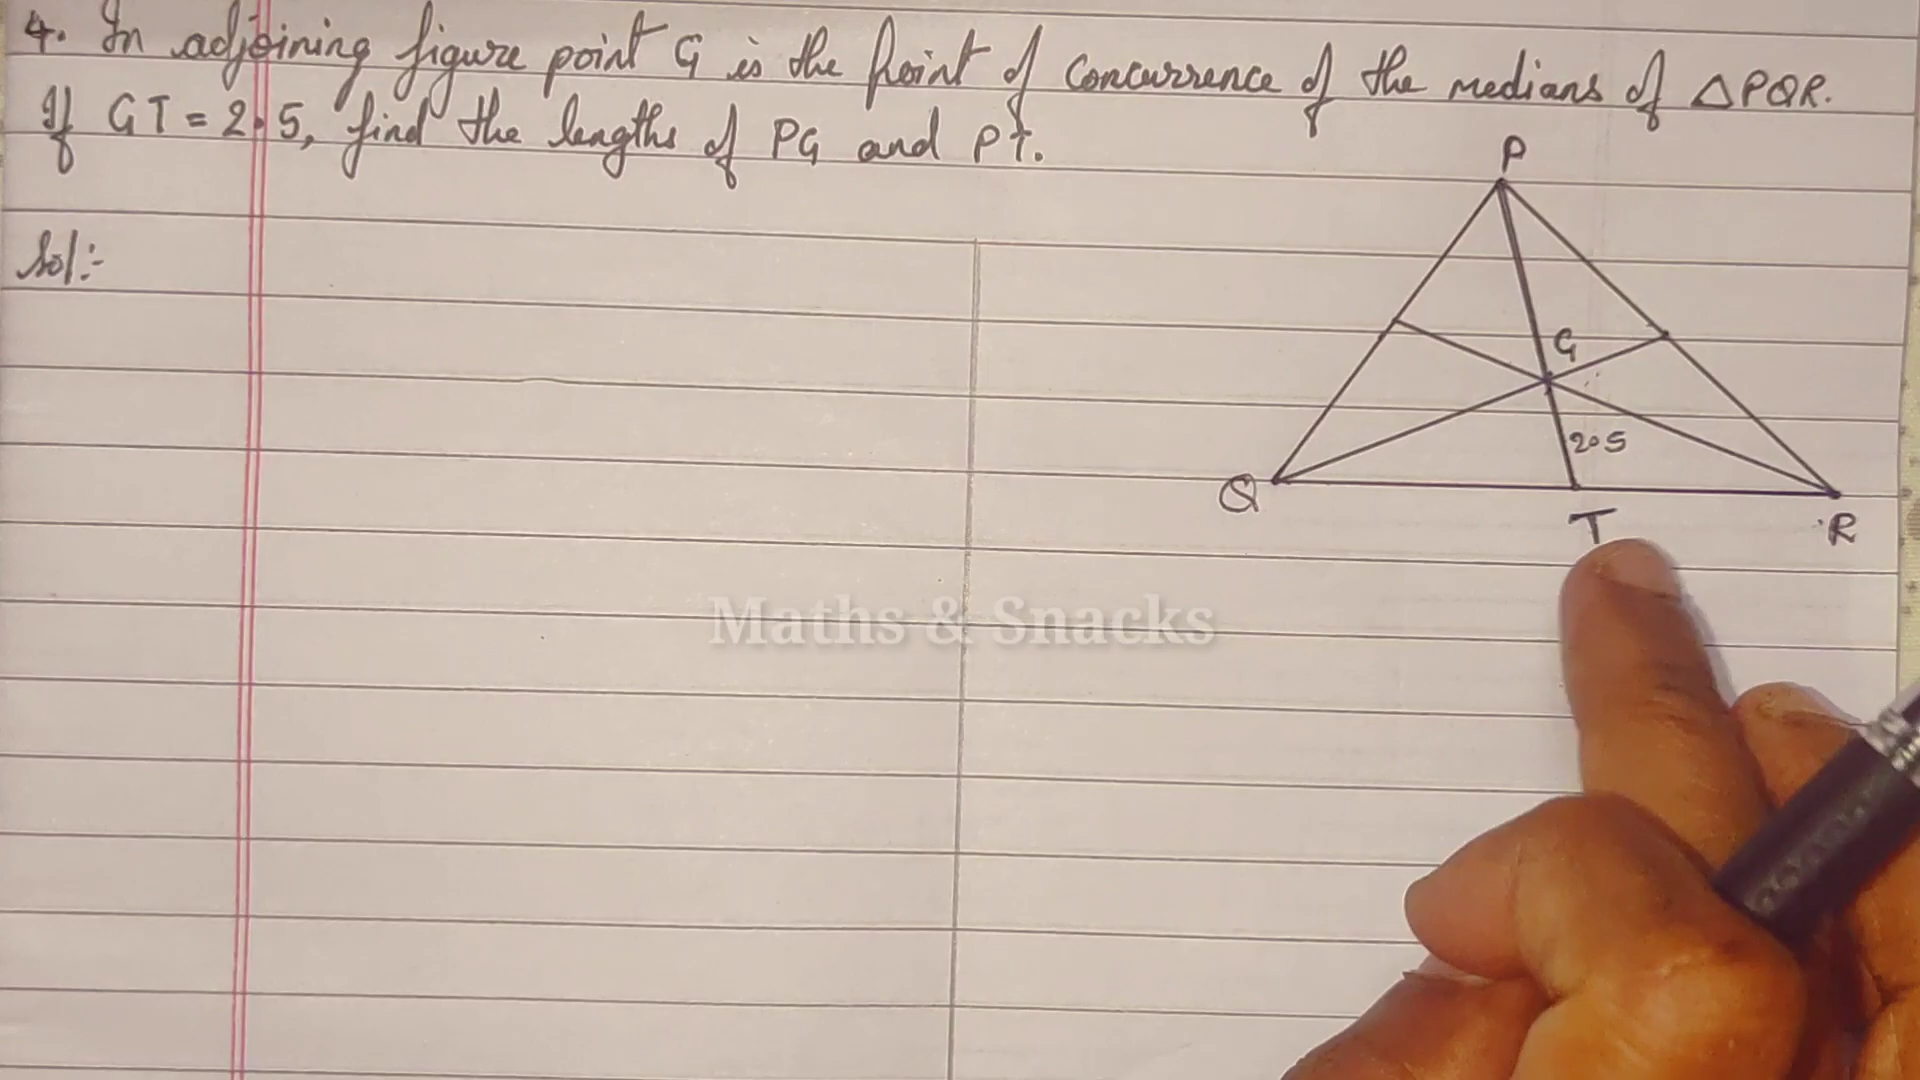 4. In adjoining figure point G is the point of concurrence of the medians of △PQR.
If GT = 2.5, find the lengths of PG and PT.
Sol:-
P
G
2.5
Q
T
R
Maths & Snacks